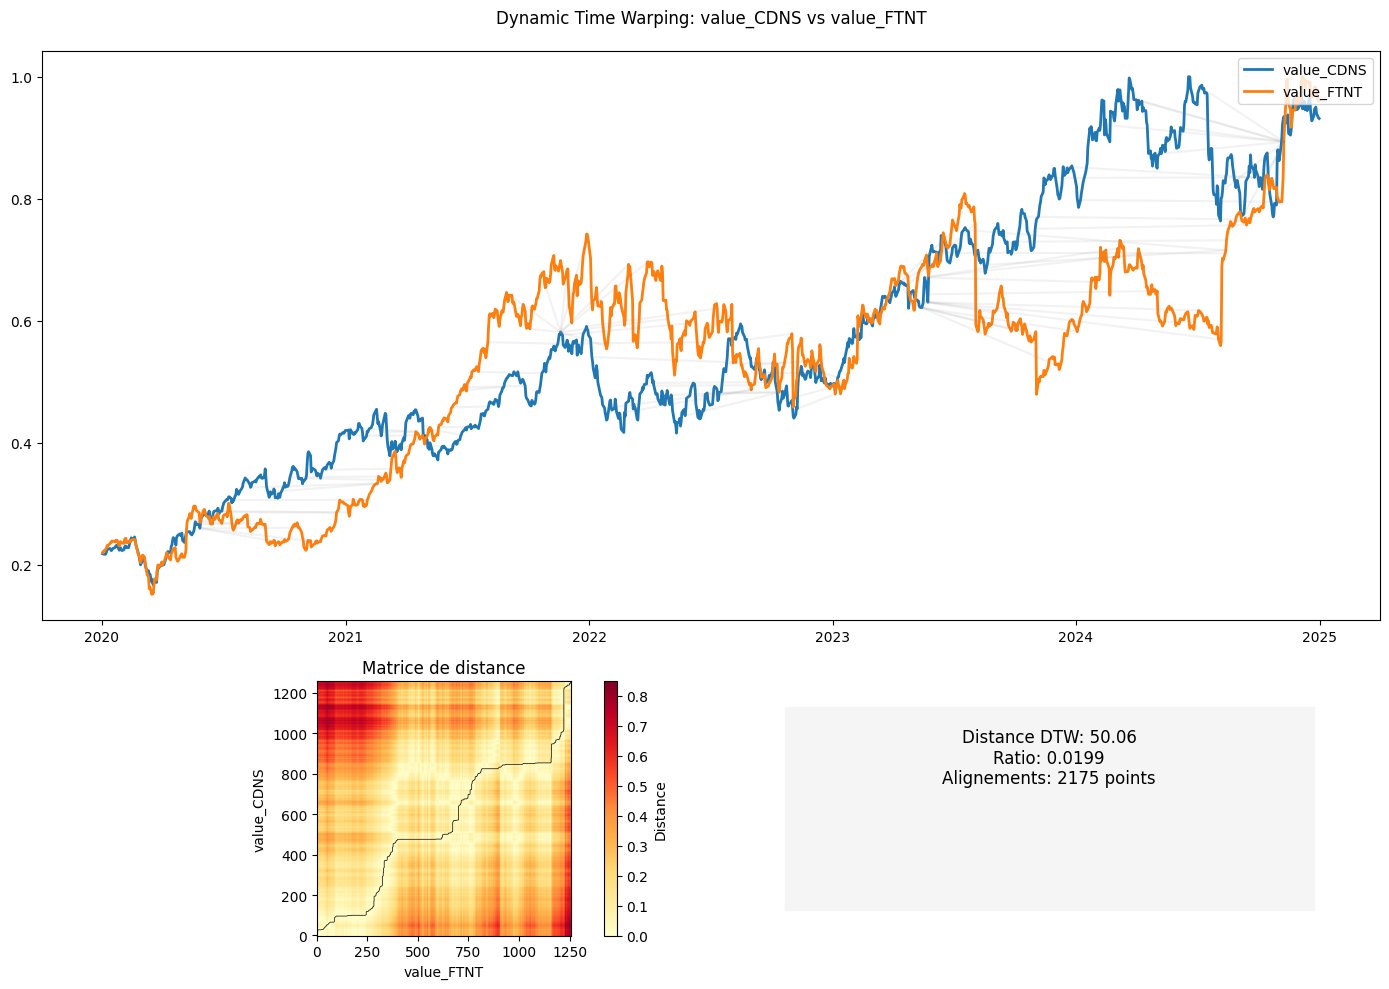 Dynamic Time Warping: value_CDNS vs value_FTNT
value_CDNS
value_FTNT
1.0
0.8
0.6
0.4
0.2
2020 2021 2022 2023 2024 2025
Matrice de distance
value_CDNS
1200
1000
800
600
400
200
0
0 250 500 750 1000 1250
value_FTNT
0.8
0.7
0.6
0.5
0.4
0.3
0.2
0.1
0.0
Distance
Distance DTW: 50.06
Ratio: 0.0199
Alignements: 2175 points